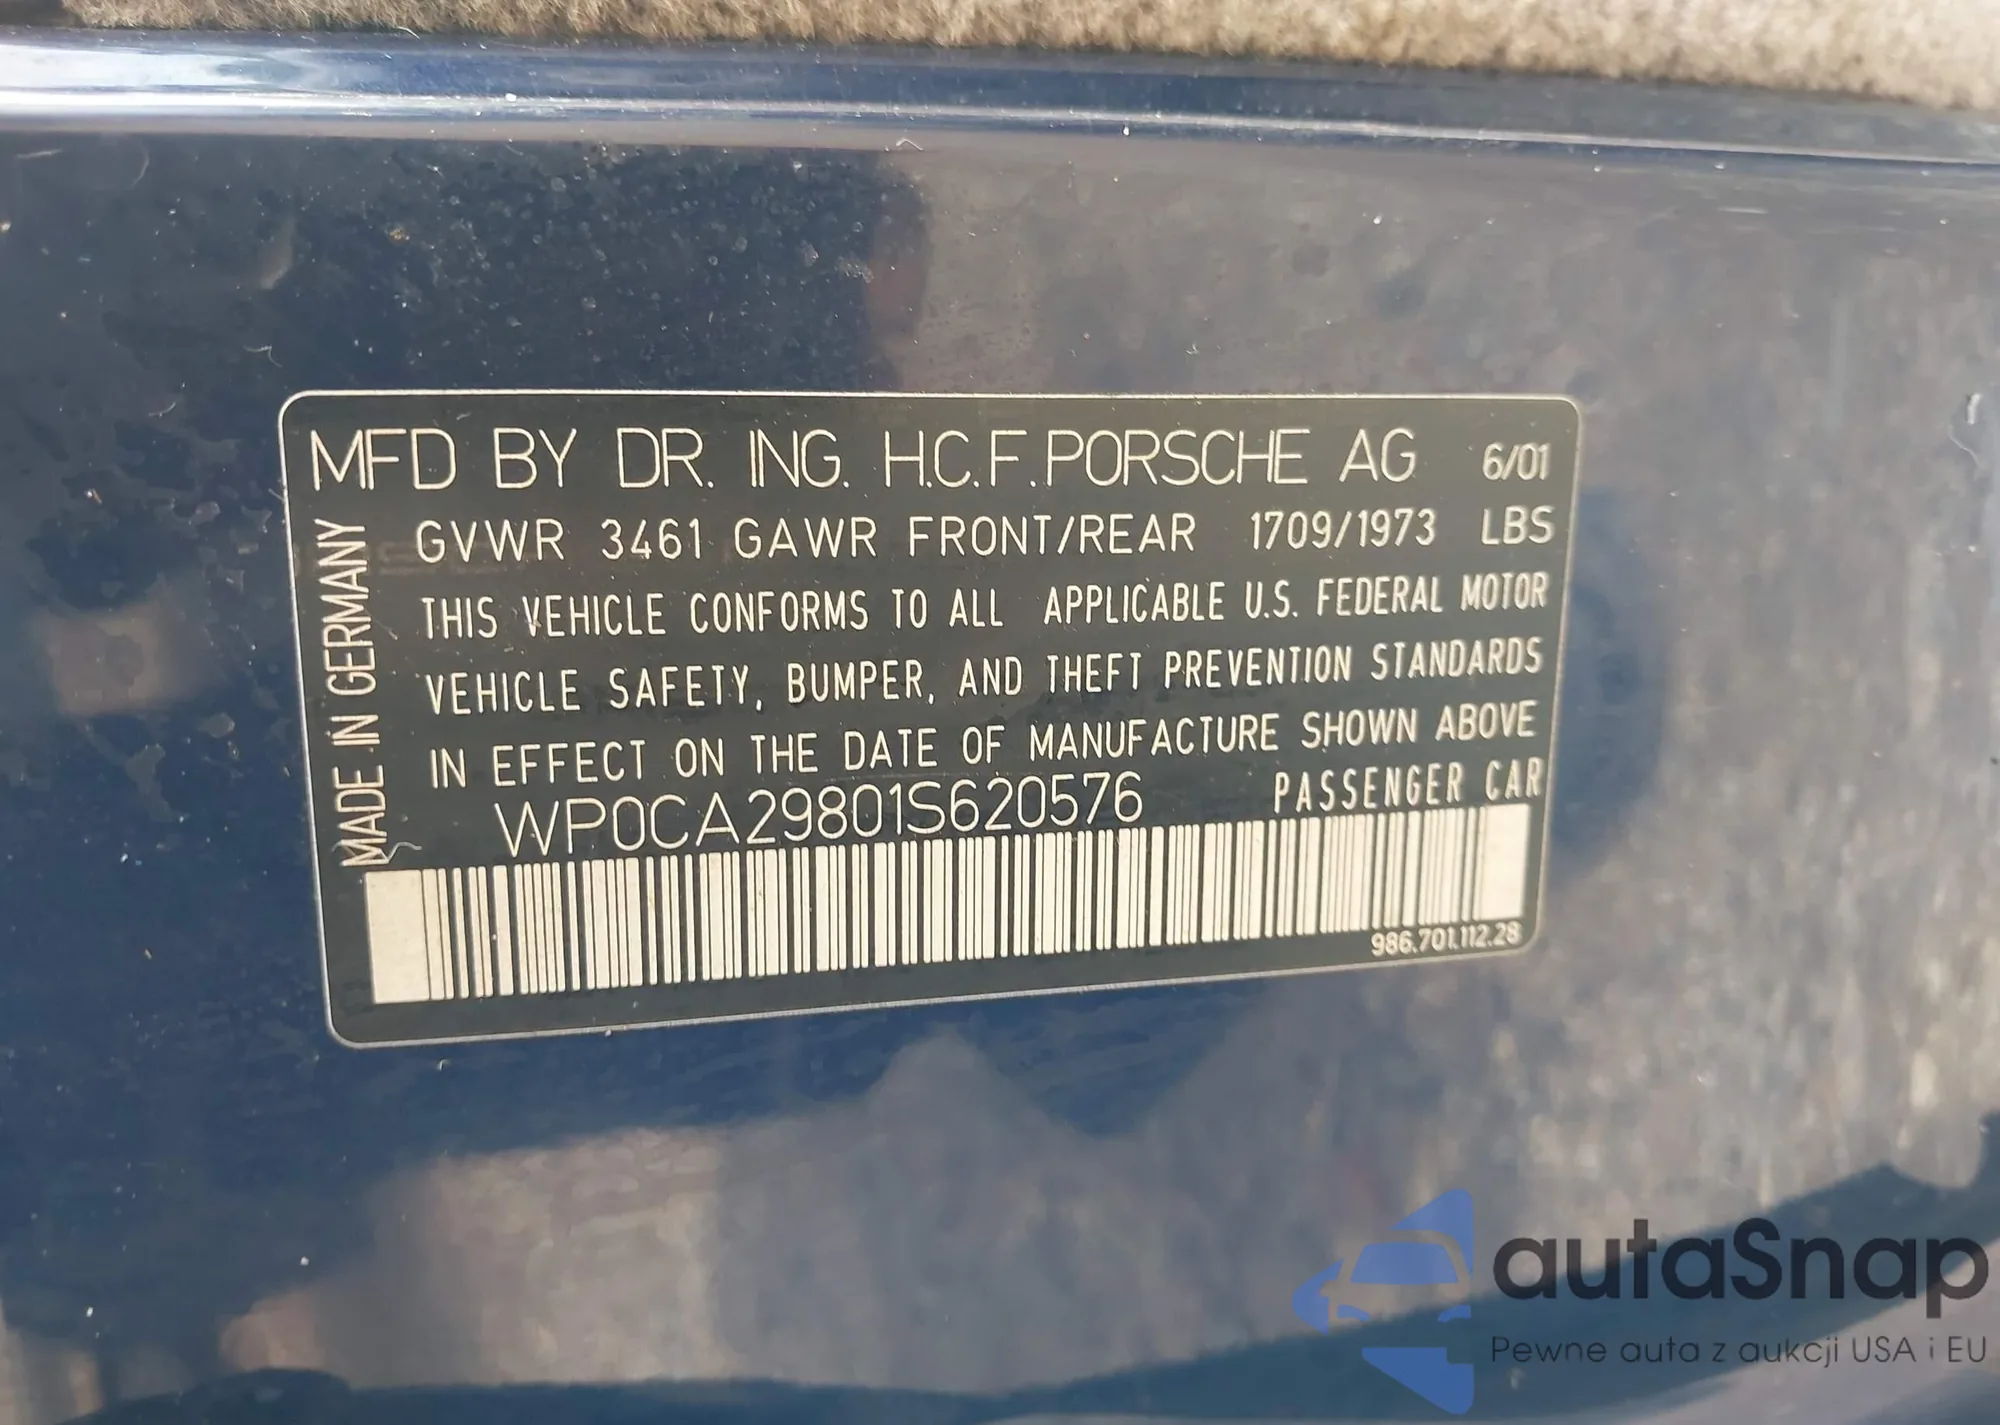 MFD BY DR. ING. H.C.F.PORSCHE AG 6/01
GVWR 3461 GAWR FRONT/REAR 1709/1973 LBS
THIS VEHICLE CONFORMS TO ALL APPLICABLE U.S. FEDERAL MOTOR
VEHICLE SAFETY, BUMPER, AND THEFT PREVENTION STANDARDS
IN EFFECT ON THE DATE OF MANUFACTURE SHOWN ABOVE
WP0CA29801S620576 PASSENGER CAR
986.701.112.28
MADE IN GERMANY
autaSnap
Pewne auta z aukcji USA i EU